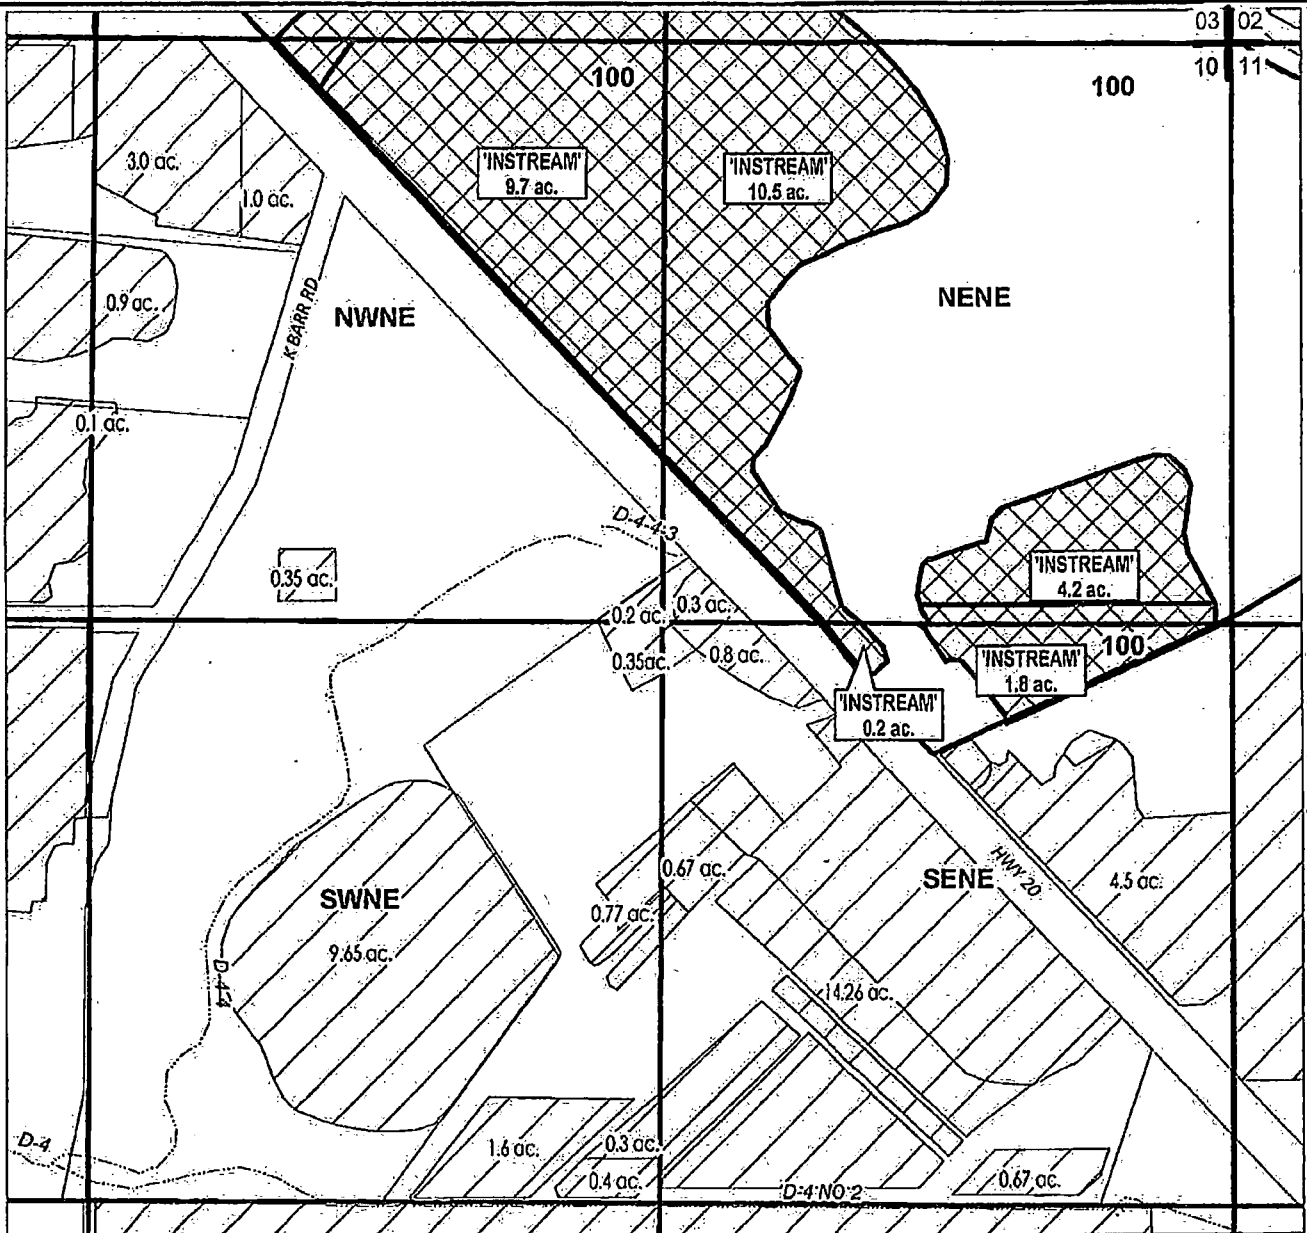 03 02
10 11
100
100
'INSTREAM'
9.7 ac.
'INSTREAM'
10.5 ac.
3.0 ac.
1.0 ac.
0.9 ac.
K BARR RD
NWNE
NENE
0.1 ac.
D-4-4-3
0.35 ac.
'INSTREAM'
4.2 ac.
0.2 ac.
0.3 ac.
0.35ac.
0.8 ac.
100
'INSTREAM'
1.8 ac.
'INSTREAM'
0.2 ac.
HWY 20
0.67 ac.
SENE
4.5 ac.
SWNE
0.77 ac.
9.65 ac.
14.26 ac.
D-4
1.6 ac.
0.3 ac.
0.4 ac.
0.67 ac.
D-4 NO 2